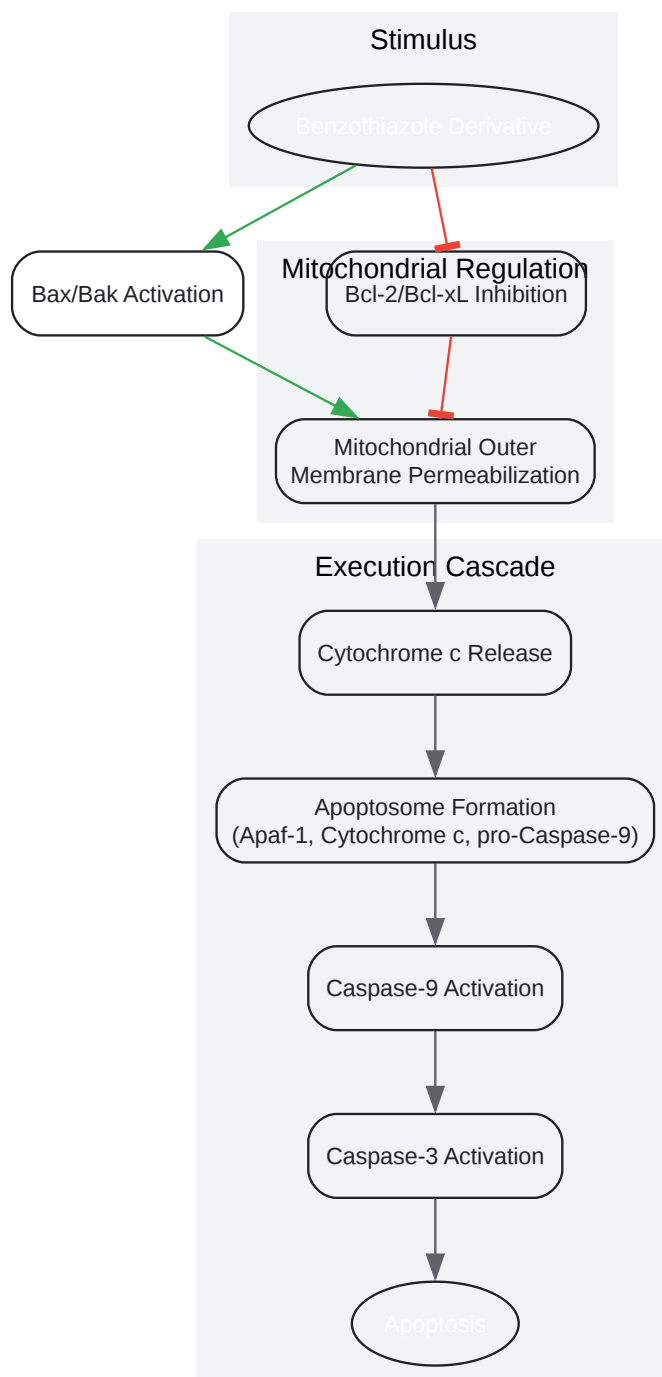 Stimulus
Benzothiazole Derivative
Mitochondrial Regulation
Bax/Bak Activation
Bcl-2/Bcl-xL Inhibition
Mitochondrial Outer
Membrane Permeabilization
Execution Cascade
Cytochrome c Release
Apoptosome Formation
(Apaf-1, Cytochrome c, pro-Caspase-9)
Caspase-9 Activation
Caspase-3 Activation
Apoptosis